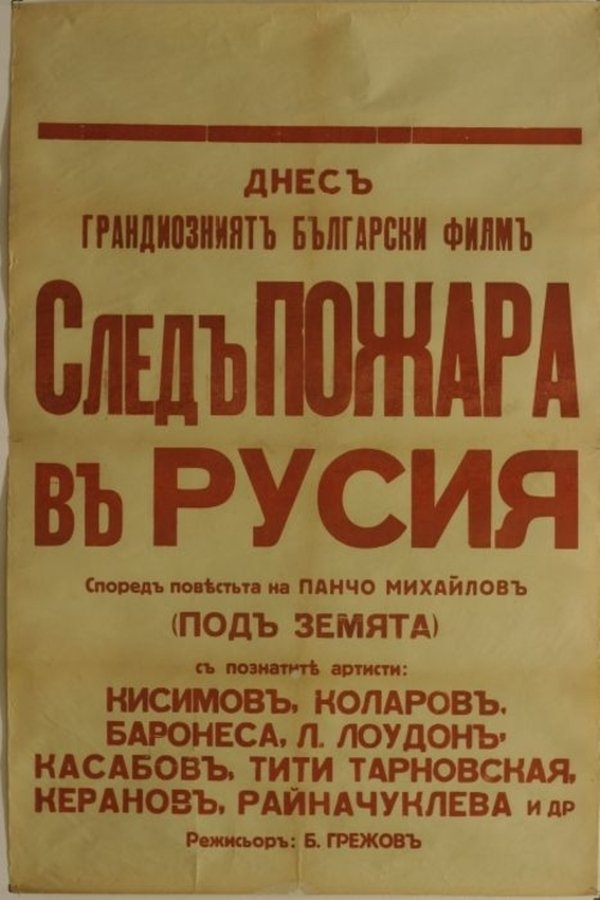 ДНЕСЪ
ГРАНДИОЗНИЯТЪ БЪЛГАРСКИ ФИЛМЪ
СЛЕДЪ ПОЖАРА
ВЪ РУСИЯ
Споредъ повѣстьта на ПАНЧО МИХАЙЛОВЪ
(ПОДЪ ЗЕМЯТА)
съ познатитѣ артисти:
КИСИМОВЪ, КОЛАРОВЪ,
БАРОНЕСА, Л. ЛОУДОНЪ,
КАСАБОВЪ, ТИТИ ТАРНОВСКАЯ,
КЕРАНОВЪ, РАЙНАЧУКЛЕВА и др
Режисьоръ: Б. ГРЕЖОВЪ